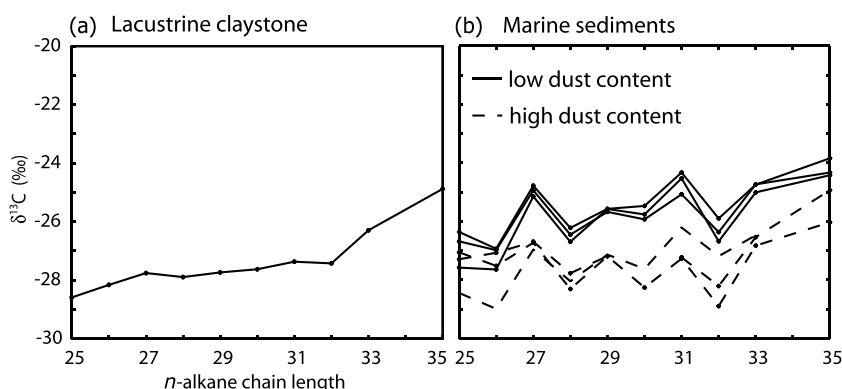 (a) Lacustrine claystone
(b) Marine sediments
-20
-22
-24
-26
-28
-30
δ¹³C (‰)
low dust content
high dust content
25 27 29 31 33 35
25 27 29 31 33 35
n-alkane chain length